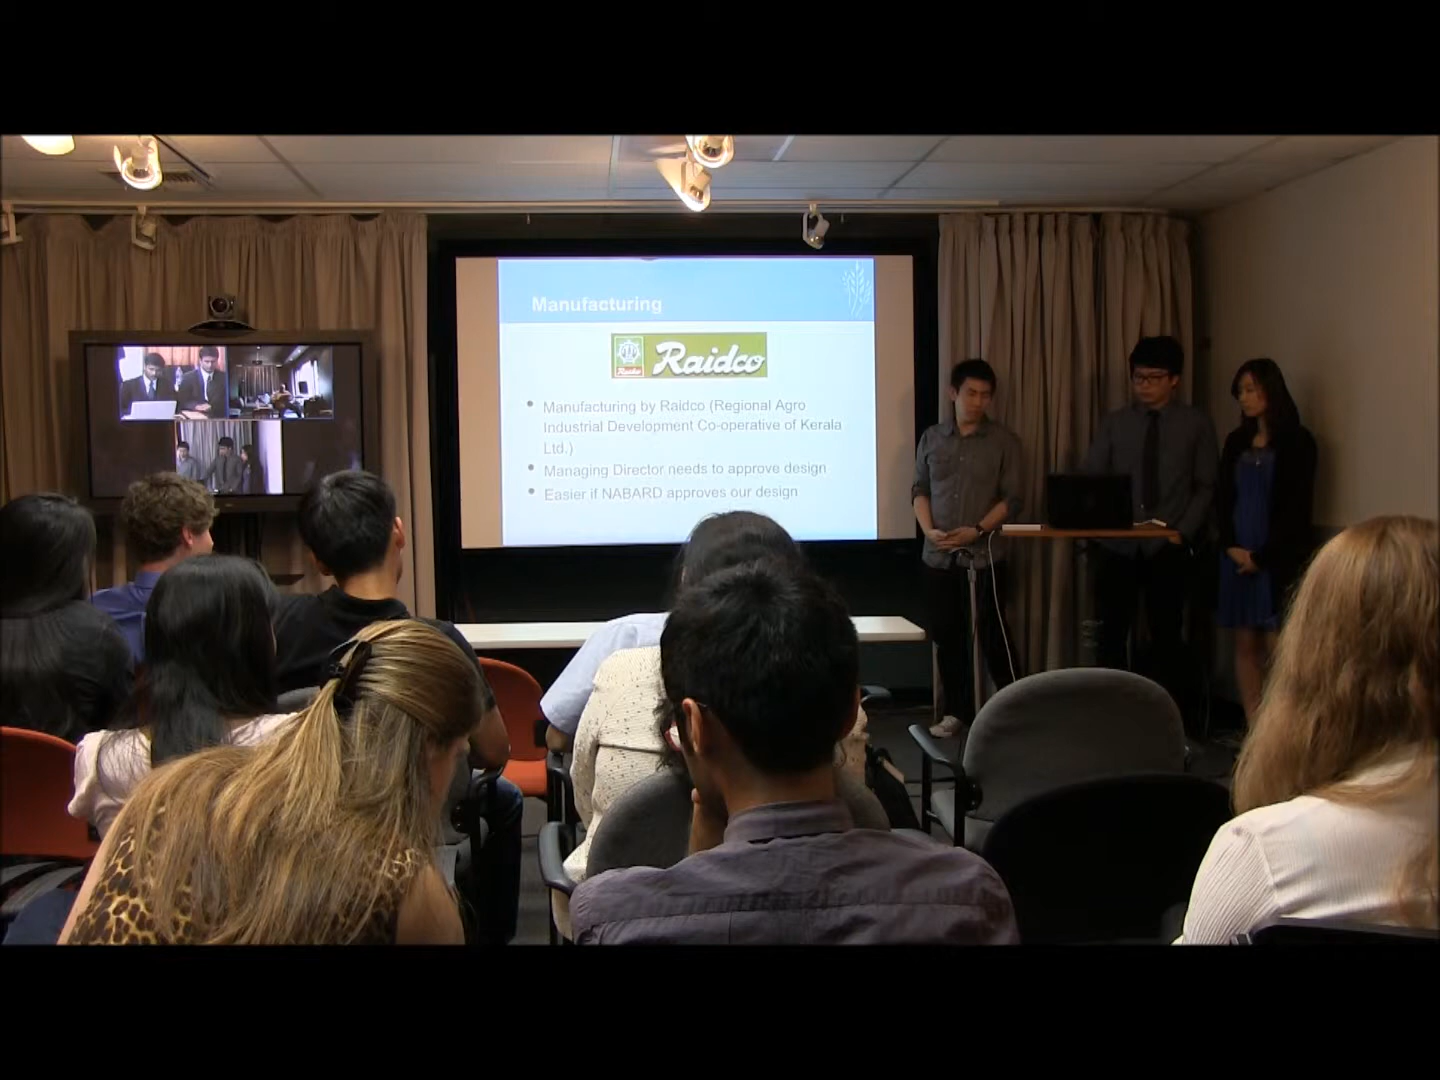 Manufacturing
Raidco
Raidco
• Manufacturing by Raidco (Regional Agro
Industrial Development Co-operative of Kerala
Ltd.)
• Managing Director needs to approve design
• Easier if NABARD approves our design